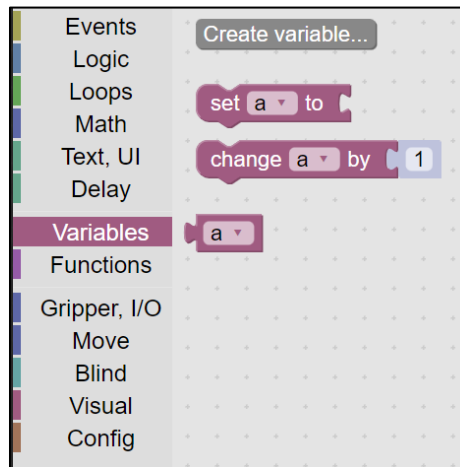 Events
Logic
Loops
Math
Text, UI
Delay
Variables
Functions
Gripper, I/O
Move
Blind
Visual
Config
Create variable...
set a to
change a by 1
a